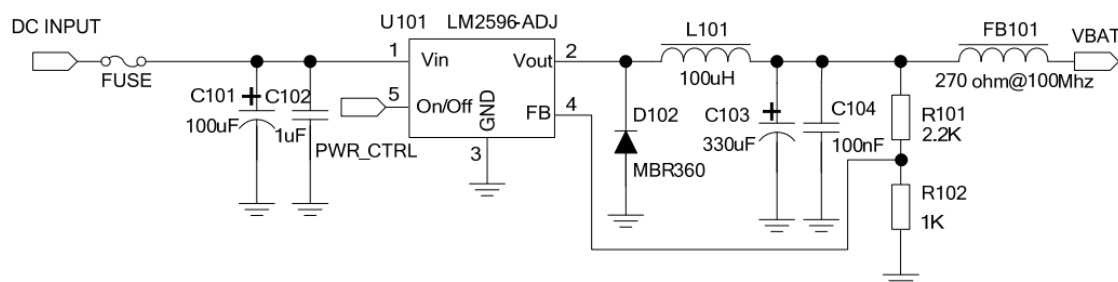 DC INPUT
FUSE
C101
100uF
+
C102
1uF
U101
LM2596-ADJ
1
Vin
5
On/Off
PWR_CTRL
GND
3
Vout
2
FB
4
D102
MBR360
L101
100uH
C103
330uF
+
C104
100nF
FB101
270 ohm@100Mhz
VBAT
R101
2.2K
R102
1K